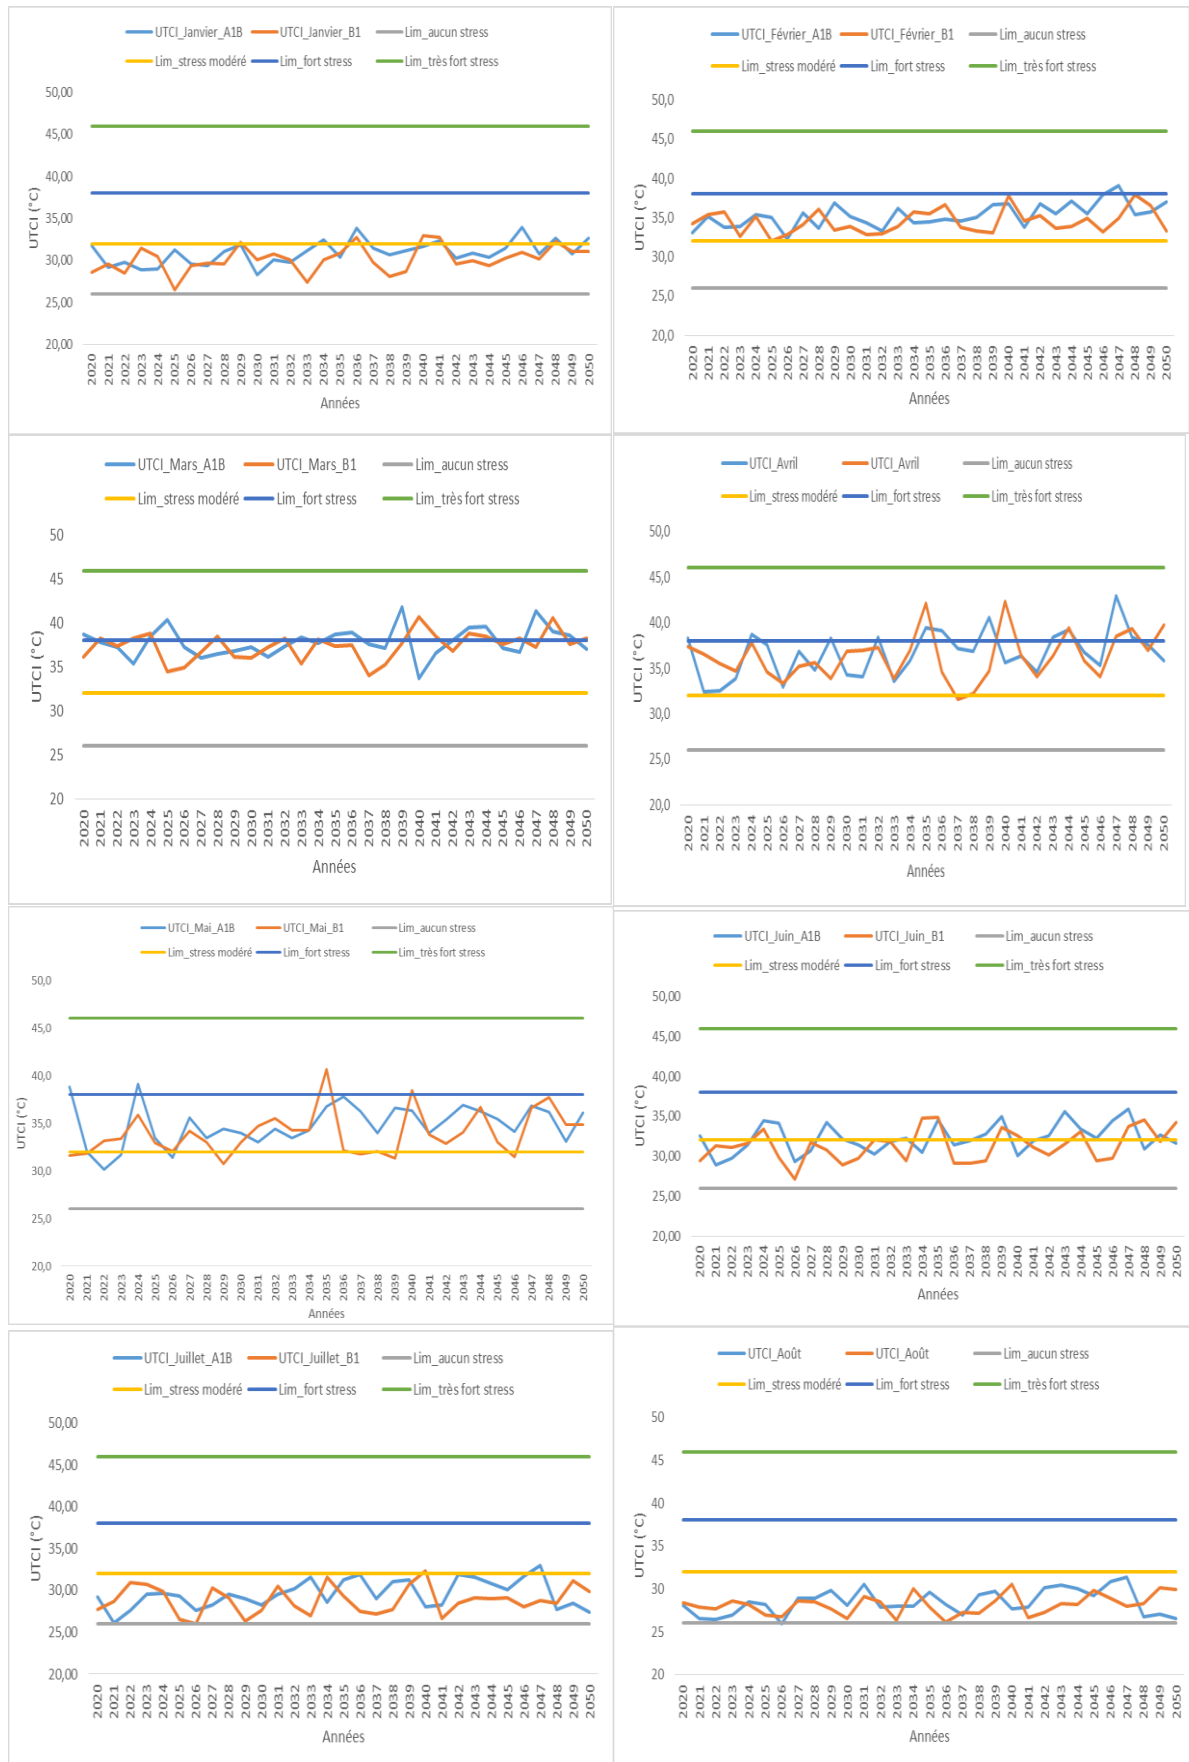 UTCI_Janvier_A1B UTCI_Janvier_B1 Lim_aucun stress
Lim_stress modéré Lim_fort stress Lim_très fort stress
50,00
45,00
40,00
35,00
30,00
25,00
20,00
UTCI (°C)
2020 2021 2022 2023 2024 2025 2026 2027 2028 2029 2030 2031 2032 2033 2034 2035 2036 2037 2038 2039 2040 2041 2042 2043 2044 2045 2046 2047 2048 2049 2050
Années
UTCI_Février_A1B UTCI_Février_B1 Lim_aucun stress
Lim_stress modéré Lim_fort stress Lim_très fort stress
50,0
45,0
40,0
35,0
30,0
25,0
20,0
UTCI (°C)
2020 2021 2022 2023 2024 2025 2026 2027 2028 2029 2030 2031 2032 2033 2034 2035 2036 2037 2038 2039 2040 2041 2042 2043 2044 2045 2046 2047 2048 2049 2050
Années
UTCI_Mars_A1B UTCI_Mars_B1 Lim_aucun stress
Lim_stress modéré Lim_fort stress Lim_très fort stress
50
45
40
35
30
25
20
UTCI (°C)
2020 2021 2022 2023 2024 2025 2026 2027 2028 2029 2030 2031 2032 2033 2034 2035 2036 2037 2038 2039 2040 2041 2042 2043 2044 2045 2046 2047 2048 2049 2050
Années
UTCI_Avril UTCI_Avril Lim_aucun stress
Lim_stress modéré Lim_fort stress Lim_très fort stress
50,0
45,0
40,0
35,0
30,0
25,0
20,0
UTCI (°C)
2020 2021 2022 2023 2024 2025 2026 2027 2028 2029 2030 2031 2032 2033 2034 2035 2036 2037 2038 2039 2040 2041 2042 2043 2044 2045 2046 2047 2048 2049 2050
Années
UTCI_Mai_A1B UTCI_Mai_B1 Lim_aucun stress
Lim_stress modéré Lim_fort stress Lim_très fort stress
50,0
45,0
40,0
35,0
30,0
25,0
20,0
UTCI (°C)
2020 2021 2022 2023 2024 2025 2026 2027 2028 2029 2030 2031 2032 2033 2034 2035 2036 2037 2038 2039 2040 2041 2042 2043 2044 2045 2046 2047 2048 2049 2050
Années
UTCI_Juin_A1B UTCI_Juin_B1 Lim_aucun stress
Lim_stress modéré Lim_fort stress Lim_très fort stress
50,00
45,00
40,00
35,00
30,00
25,00
20,00
UTCI (°C)
2020 2021 2022 2023 2024 2025 2026 2027 2028 2029 2030 2031 2032 2033 2034 2035 2036 2037 2038 2039 2040 2041 2042 2043 2044 2045 2046 2047 2048 2049 2050
Années
UTCI_Juillet_A1B UTCI_Juillet_B1 Lim_aucun stress
Lim_stress modéré Lim_fort stress Lim_très fort stress
50,00
45,00
40,00
35,00
30,00
25,00
20,00
UTCI (°C)
2020 2021 2022 2023 2024 2025 2026 2027 2028 2029 2030 2031 2032 2033 2034 2035 2036 2037 2038 2039 2040 2041 2042 2043 2044 2045 2046 2047 2048 2049 2050
Années
UTCI_Août UTCI_Août Lim_aucun stress
Lim_stress modéré Lim_fort stress Lim_très fort stress
50
45
40
35
30
25
20
UTCI (°C)
2020 2021 2022 2023 2024 2025 2026 2027 2028 2029 2030 2031 2032 2033 2034 2035 2036 2037 2038 2039 2040 2041 2042 2043 2044 2045 2046 2047 2048 2049 2050
Années